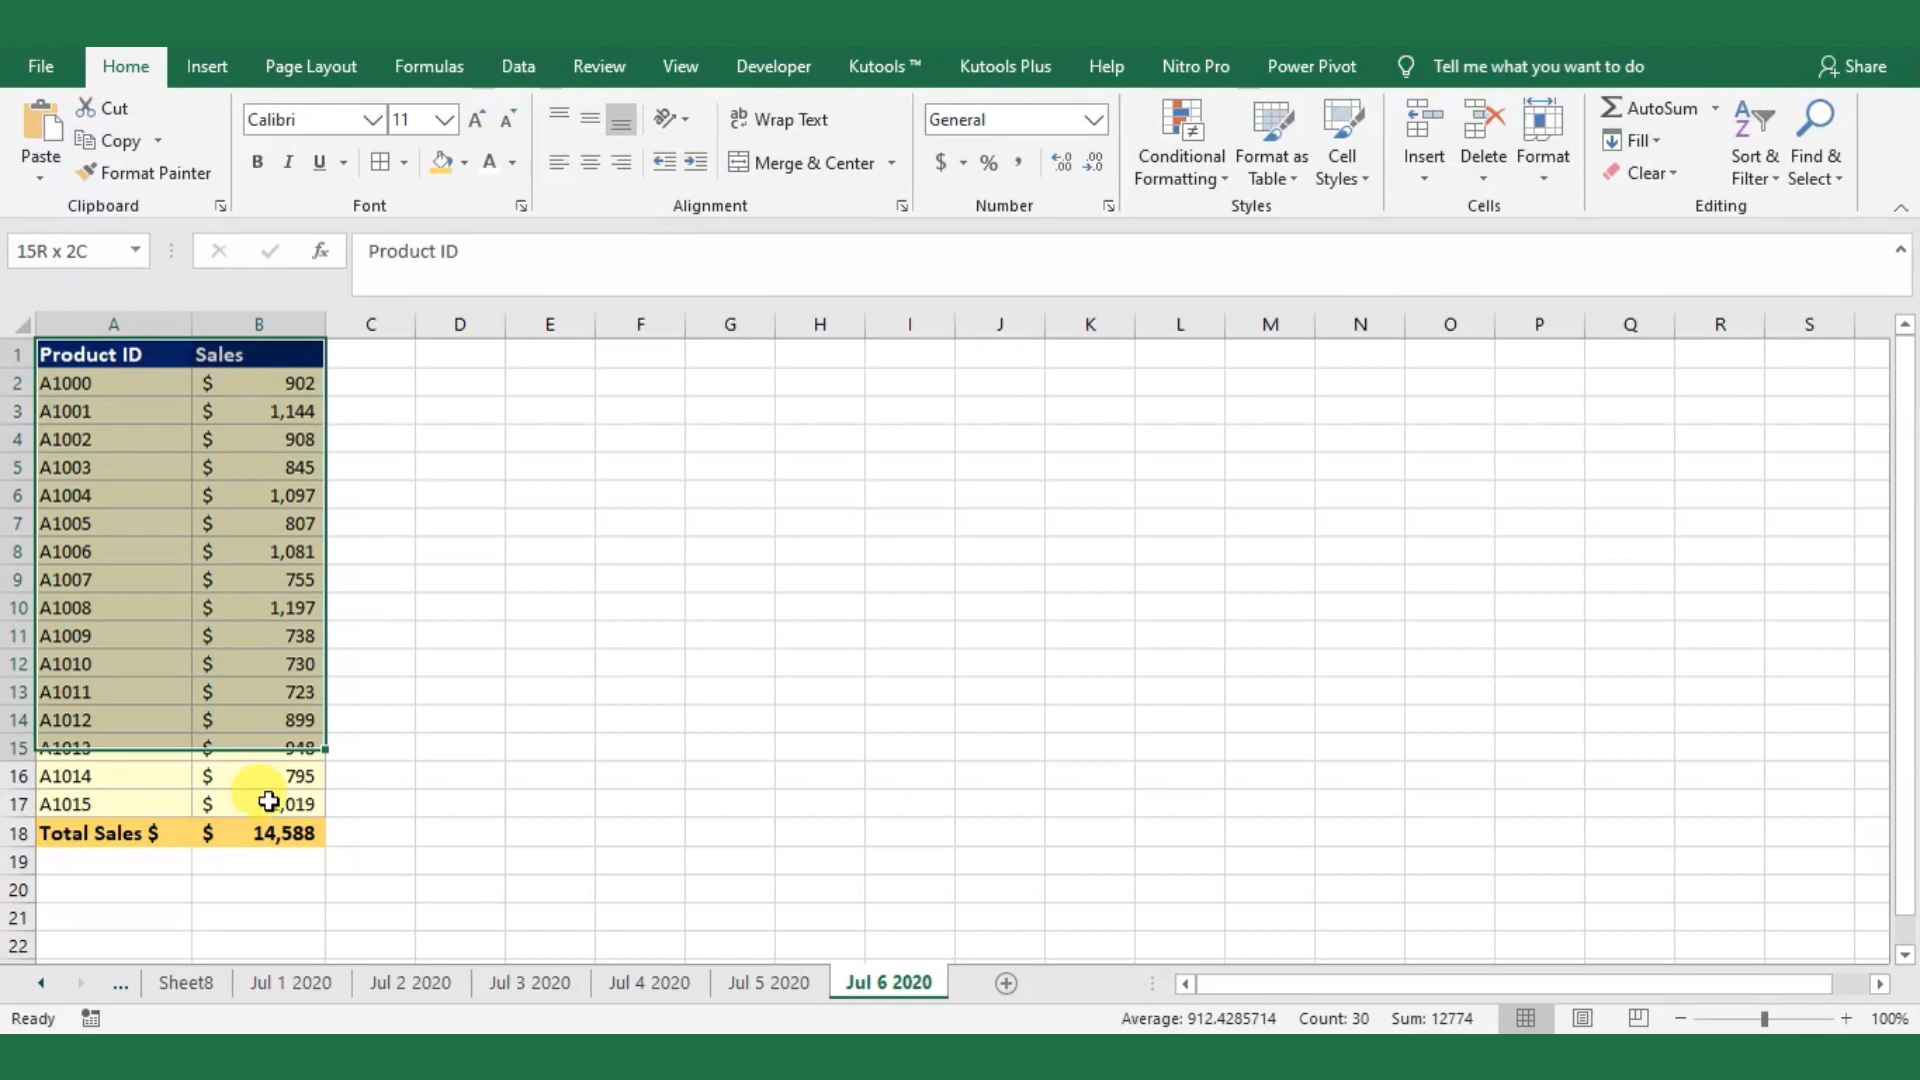 File Home Insert Page Layout Formulas Data Review View Developer Kutools ™ Kutools Plus Help Nitro Pro Power Pivot Tell me what you want to do Share
Paste Cut Copy Format Painter
Clipboard
Calibri 11
B I U A
Font
ab Wrap Text
Merge & Center
Alignment
General
$ % ,
Number
Conditional Formatting Format as Table Cell Styles
Styles
Insert Delete Format
Cells
AutoSum Fill Clear Sort & Filter Find & Select
Editing
15R x 2C fx Product ID
A B C D E F G H I J K L M N O P Q R S
1 Product ID Sales
2 A1000 $ 902
3 A1001 $ 1,144
4 A1002 $ 908
5 A1003 $ 845
6 A1004 $ 1,097
7 A1005 $ 807
8 A1006 $ 1,081
9 A1007 $ 755
10 A1008 $ 1,197
11 A1009 $ 738
12 A1010 $ 730
13 A1011 $ 723
14 A1012 $ 899
15 A1013 $ 948
16 A1014 $ 795
17 A1015 $ ,019
18 Total Sales $ $ 14,588
19
20
21
22
... Sheet8 Jul 1 2020 Jul 2 2020 Jul 3 2020 Jul 4 2020 Jul 5 2020 Jul 6 2020
Ready Average: 912.4285714 Count: 30 Sum: 12774 100%